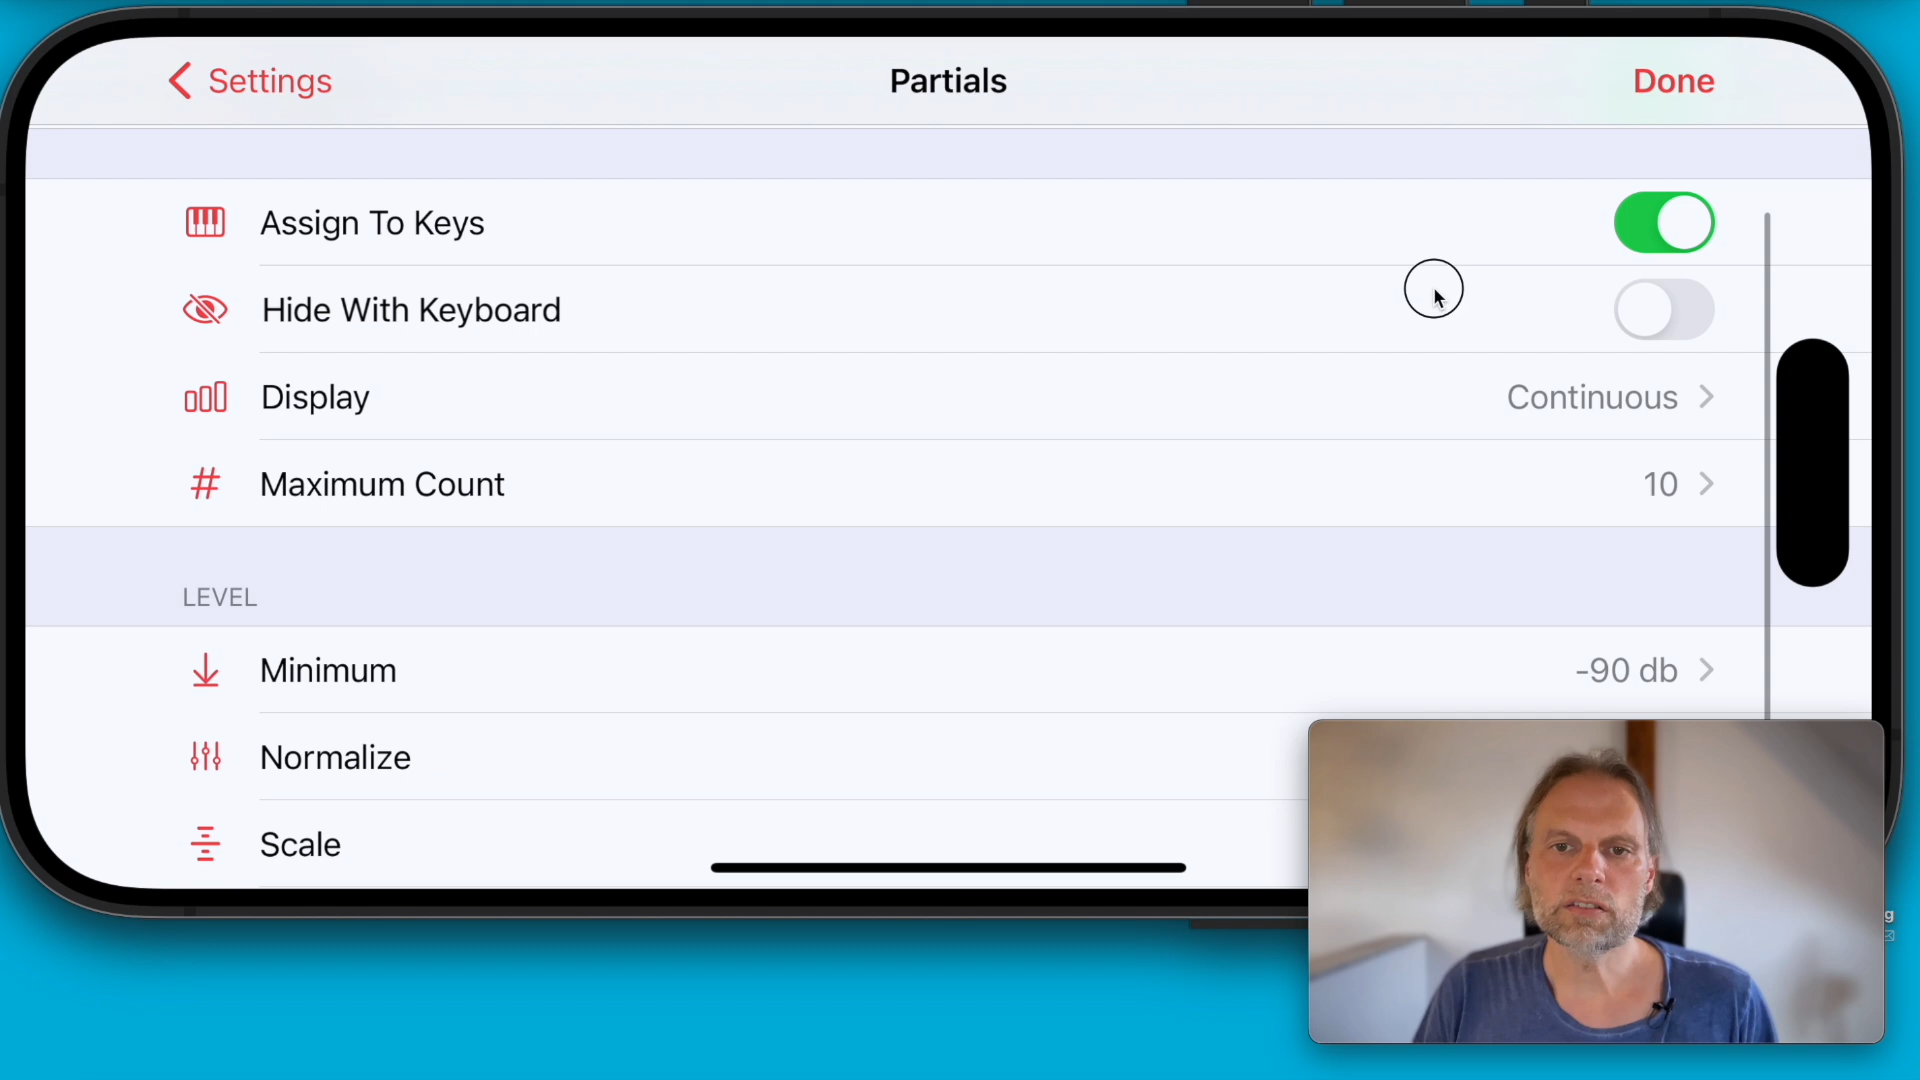 Settings
Partials
Done
Assign To Keys
Hide With Keyboard
Display
Continuous
Maximum Count
10
LEVEL
Minimum
-90 db
Normalize
Scale
g